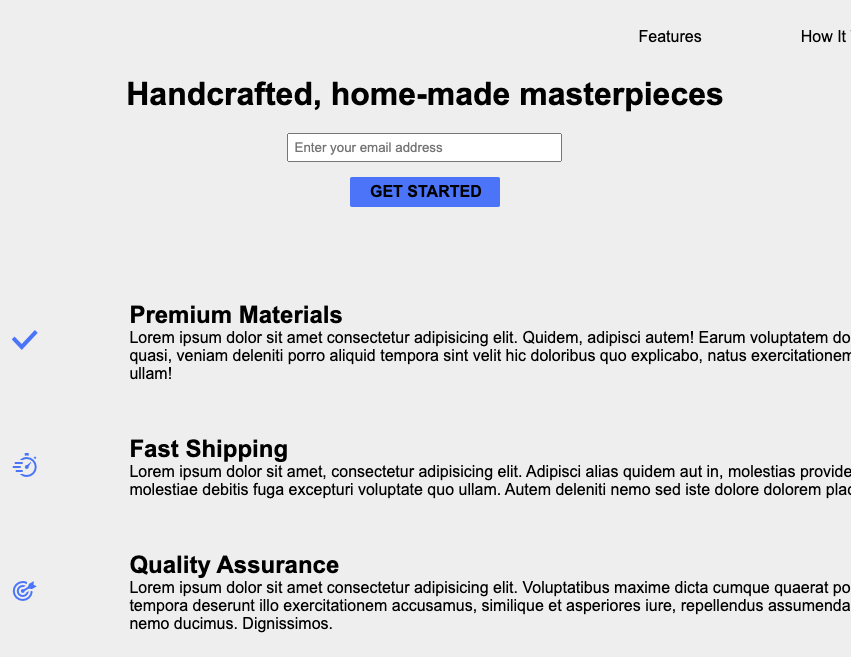 Features How It
Handcrafted, home-made masterpieces
Enter your email address
GET STARTED
Premium Materials
Lorem ipsum dolor sit amet consectetur adipisicing elit. Quidem, adipisci autem! Earum voluptatem do
quasi, veniam deleniti porro aliquid tempora sint velit hic doloribus quo explicabo, natus exercitationem
ullam!
Fast Shipping
Lorem ipsum dolor sit amet, consectetur adipisicing elit. Adipisci alias quidem aut in, molestias provide
molestiae debitis fuga excepturi voluptate quo ullam. Autem deleniti nemo sed iste dolore dolorem plac
Quality Assurance
Lorem ipsum dolor sit amet consectetur adipisicing elit. Voluptatibus maxime dicta cumque quaerat po
tempora deserunt illo exercitationem accusamus, similique et asperiores iure, repellendus assumenda
nemo ducimus. Dignissimos.